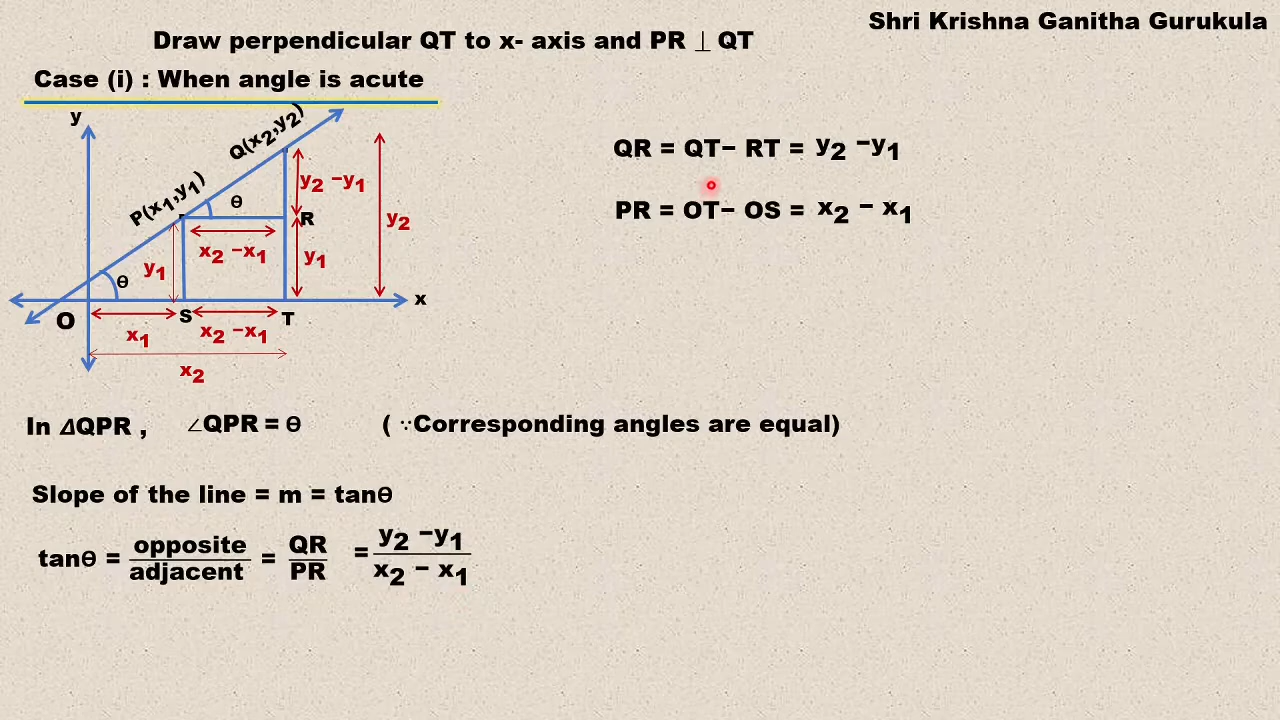 Shri Krishna Ganitha Gurukula
Draw perpendicular QT to x- axis and PR ⊥ QT
Case (i) : When angle is acute
y
Q(x₂,y₂)
P(x₁,y₁)
θ
y₂ −y₁
R
y₂
x₂ −x₁
y₁
y₁
θ
x
O
S
T
x₁
x₂ −x₁
x₂
QR = QT− RT = y₂ −y₁
PR = OT− OS = x₂ − x₁
In ΔQPR , ∠QPR = θ ( ∵Corresponding angles are equal)
Slope of the line = m = tanθ
tanθ = opposite/adjacent = QR/PR = y₂ −y₁/x₂ − x₁